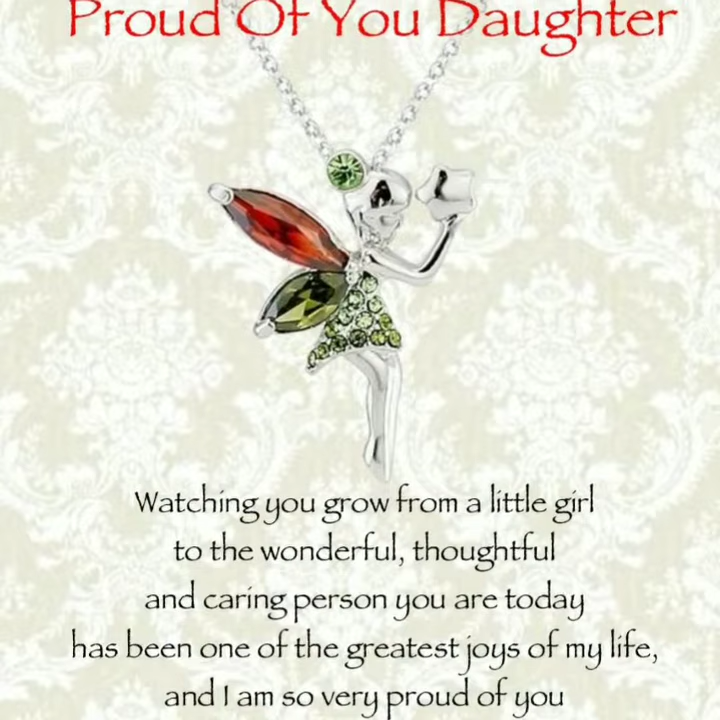 Proud Of You Daughter
Watching you grow from a little girl
to the wonderful, thoughtful
and caring person you are today
has been one of the greatest joys of my life,
and I am so very proud of you